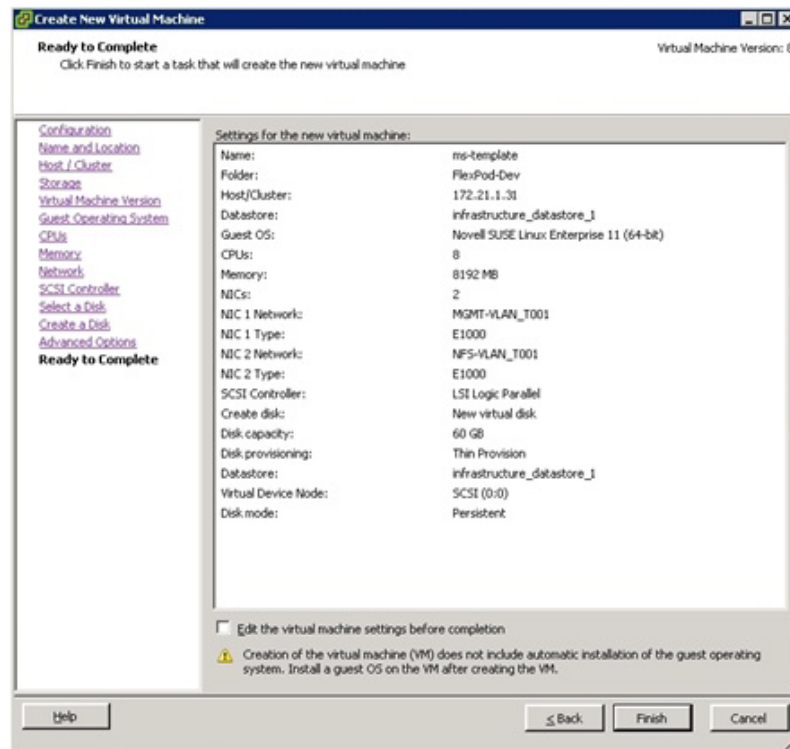 Create New Virtual Machine
Ready to Complete
Click Finish to start a task that will create the new virtual machine
Virtual Machine Version: 8
Configuration
Name and Location
Host / Cluster
Storage
Virtual Machine Version
Guest Operating System
CPUs
Memory
Network
SCSI Controller
Select a Disk
Create a Disk
Advanced Options
Ready to Complete
Settings for the new virtual machine:
Name: ms-template
Folder: FlexPod-Dev
Host/Cluster: 172.21.1.31
Datastore: infrastructure_datastore_1
Guest OS: Novell SUSE Linux Enterprise 11 (64-bit)
CPUs: 8
Memory: 8192 MB
NICs: 2
NIC 1 Network: MGMT-VLAN_T001
NIC 1 Type: E1000
NIC 2 Network: NFS-VLAN_T001
NIC 2 Type: E1000
SCSI Controller: LSI Logic Parallel
Create disk: New virtual disk
Disk capacity: 60 GB
Disk provisioning: Thin Provision
Datastore: infrastructure_datastore_1
Virtual Device Node: SCSI (0:0)
Disk mode: Persistent
Edit the virtual machine settings before completion
Creation of the virtual machine (VM) does not include automatic installation of the guest operating
system. Install a guest OS on the VM after creating the VM.
Help
≤ Back
Finish
Cancel